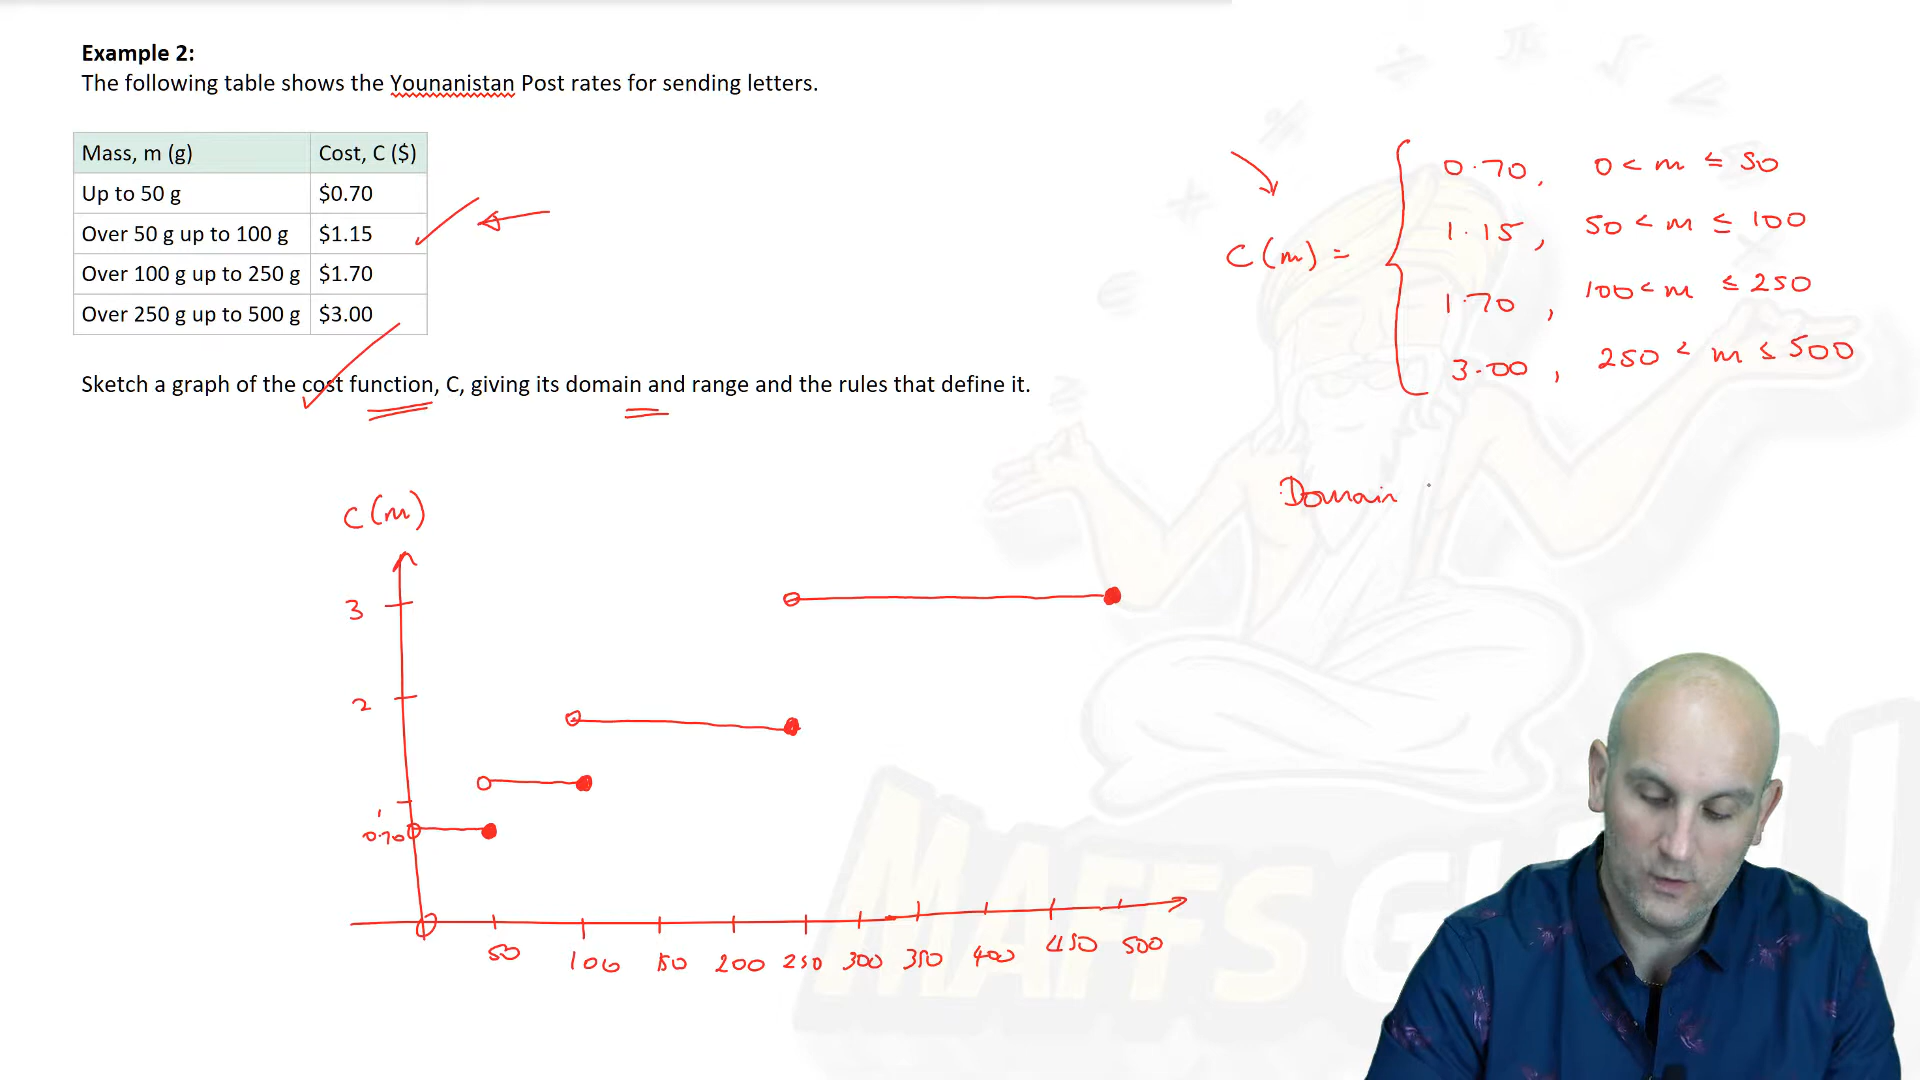 Example 2:
The following table shows the Younanistan Post rates for sending letters.
Mass, m (g) Cost, C ($)
Up to 50 g $0.70
Over 50 g up to 100 g $1.15
Over 100 g up to 250 g $1.70
Over 250 g up to 500 g $3.00
Sketch a graph of the cost function, C, giving its domain and range and the rules that define it.
C(m) =
0.70, 0 < m ≤ 50
1.15, 50 < m ≤ 100
1.70, 100 < m ≤ 250
3.00, 250 < m ≤ 500
Domain
C(m)
3
2
1
0.70
0
50 100 150 200 250 300 350 400 450 500
MAFFS G